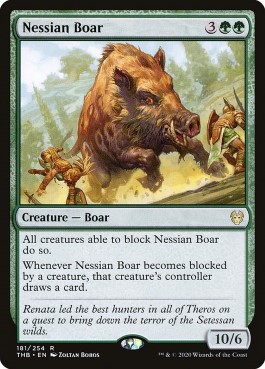 Nessian Boar 3
Creature — Boar
All creatures able to block Nessian Boar
do so.
Whenever Nessian Boar becomes blocked
by a creature, that creature's controller
draws a card.
Renata led the best hunters in all of Theros on
a quest to bring down the terror of the Setessan
wilds.
10/6
181/254 R
THB • EN ZOLTAN BOROS ™ & © 2020 Wizards of the Coast